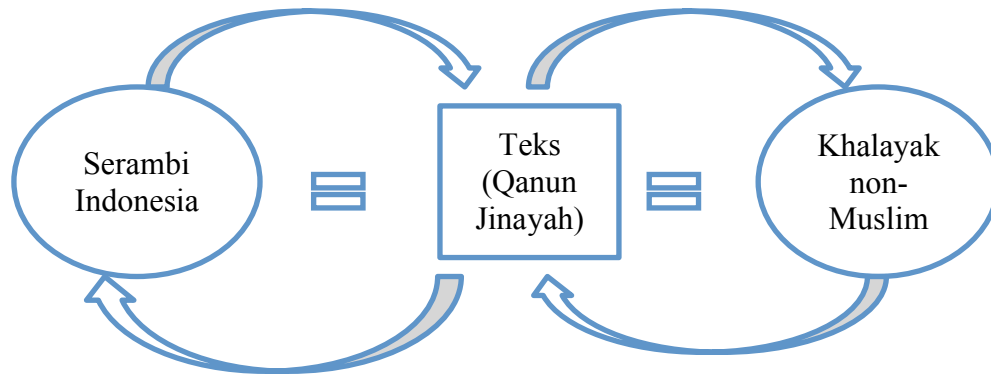 Serambi
Indonesia
Teks
(Qanun
Jinayah)
Khalayak
non-
Muslim